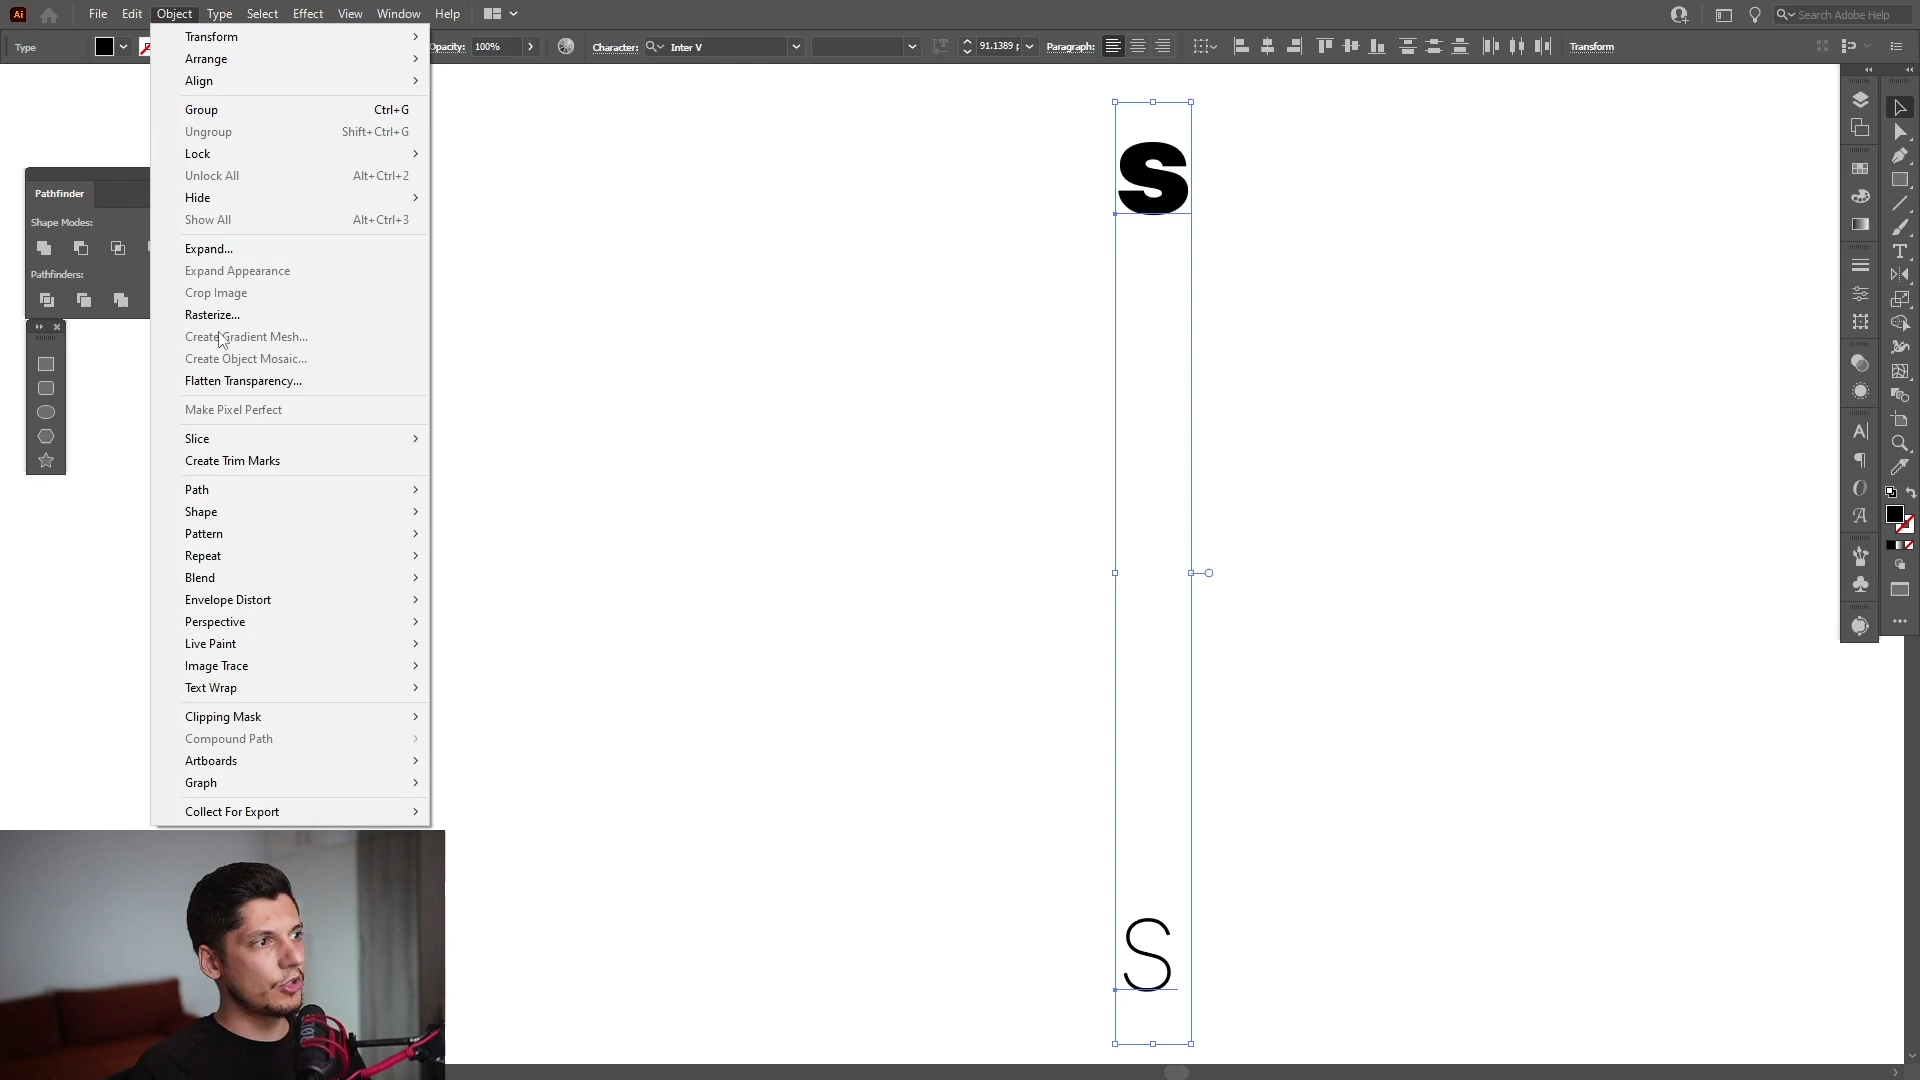 Ai
File Edit Object Type Select Effect View Window Help
Search Adobe Help
Type
Opacity: 100%
Character: Inter V
91.1389
Paragraph:
Transform
Transform
Arrange
Align
Group Ctrl+G
Ungroup Shift+Ctrl+G
Lock
Unlock All Alt+Ctrl+2
Hide
Show All Alt+Ctrl+3
Expand...
Expand Appearance
Crop Image
Rasterize...
Create Gradient Mesh...
Create Object Mosaic...
Flatten Transparency...
Make Pixel Perfect
Slice
Create Trim Marks
Path
Shape
Pattern
Repeat
Blend
Envelope Distort
Perspective
Live Paint
Image Trace
Text Wrap
Clipping Mask
Compound Path
Artboards
Graph
Collect For Export
Pathfinder
Shape Modes:
Pathfinders:
S
S